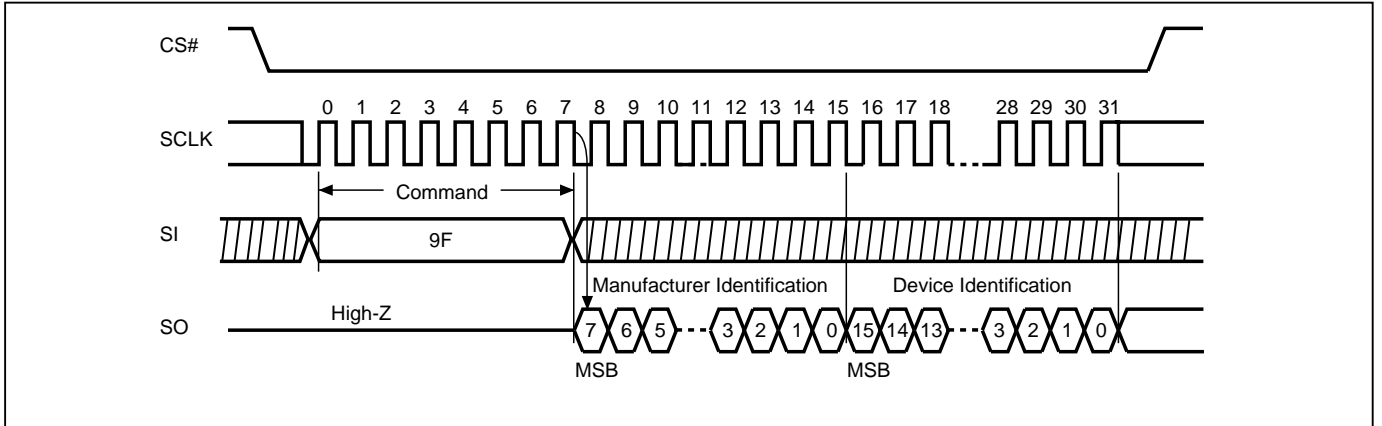 CS#
0 1 2 3 4 5 6 7 8 9 10 11 12 13 14 15 16 17 18 28 29 30 31
SCLK
Command
SI
9F
Manufacturer Identification Device Identification
High-Z
SO
7 6 5 3 2 1 0 15 14 13 3 2 1 0
MSB MSB